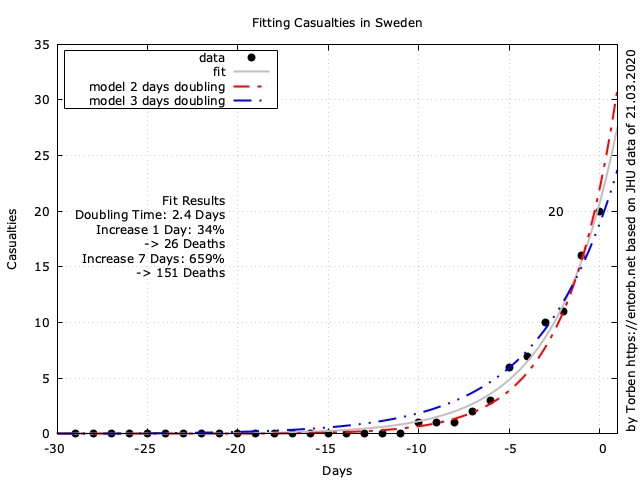 Fitting Casualties in Sweden
35
30
25
20
15
10
5
0
Casualties
data
fit
model 2 days doubling
model 3 days doubling
Fit Results
Doubling Time: 2.4 Days
Increase 1 Day: 34%
-> 26 Deaths
Increase 7 Days: 659%
-> 151 Deaths
20
-30 -25 -20 -15 -10 -5 0
Days
by Torben https://entorb.net based on JHU data of 21.03.2020